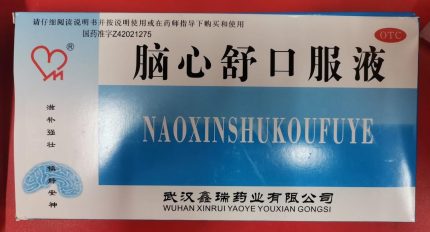 请仔细阅读说明书并按说明使用或在药师指导下购买和使用
国药准字Z42021275
OTC
®
脑心舒口服液
NAOXINSHUKOUFUYE
滋补强壮
镇静安神
武汉鑫瑞药业有限公司
WUHAN XINRUI YAOYE YOUXIAN GONGSI